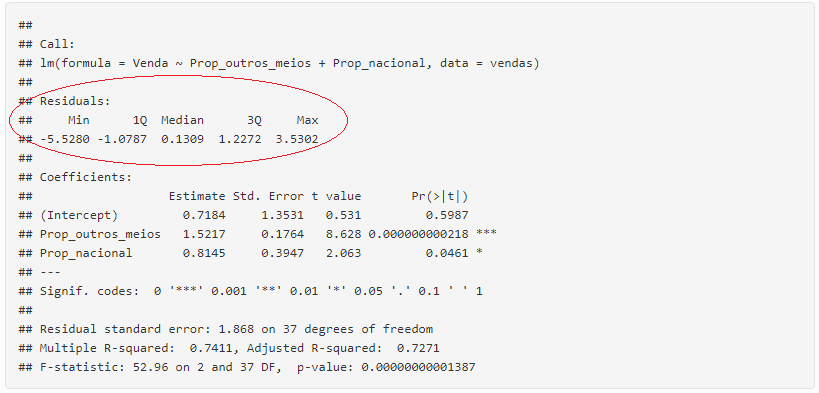 ##
## Call:
## lm(formula = Venda ~ Prop_outros_meios + Prop_nacional, data = vendas)
##
## Residuals:
##     Min      1Q  Median      3Q     Max
## -5.5280 -1.0787  0.1309  1.2272  3.5302
##
## Coefficients:
##                   Estimate Std. Error t value       Pr(>|t|)
## (Intercept)         0.7184     1.3531   0.531         0.5987
## Prop_outros_meios   1.5217     0.1764   8.628 0.000000000218 ***
## Prop_nacional       0.8145     0.3947   2.063         0.0461 *
## ---
## Signif. codes:  0 '***' 0.001 '**' 0.01 '*' 0.05 '.' 0.1 ' ' 1
##
## Residual standard error: 1.868 on 37 degrees of freedom
## Multiple R-squared:  0.7411, Adjusted R-squared:  0.7271
## F-statistic: 52.96 on 2 and 37 DF,  p-value: 0.00000000001387